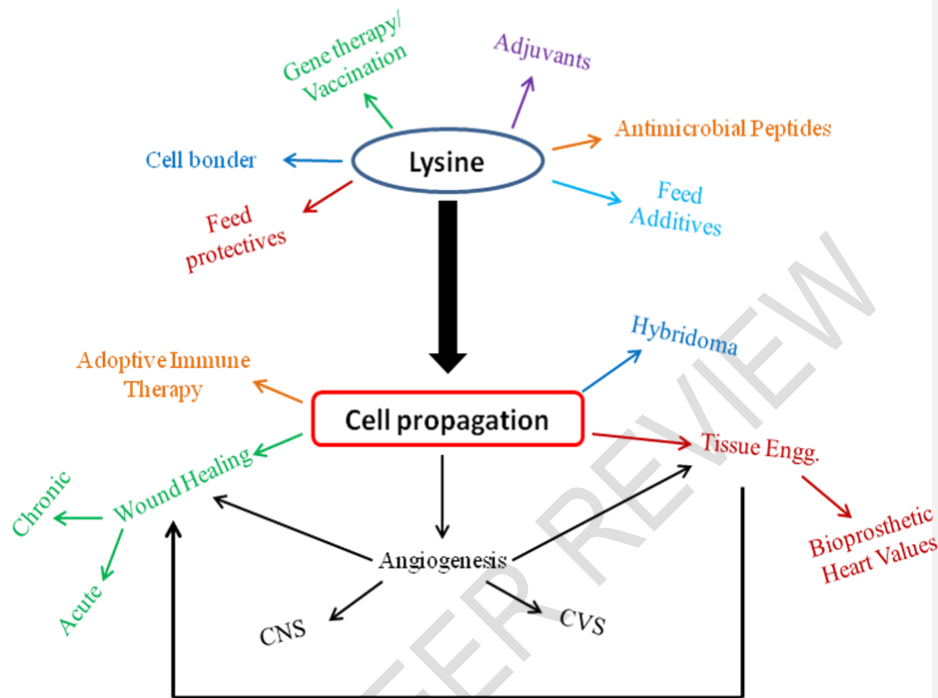 Gene therapy/
Vaccination
Adjuvants
Antimicrobial Peptides
Lysine
Cell bonder
Feed
Additives
Feed
protectives
Hybridoma
Adoptive Immune
Therapy
Cell propagation
Tissue Engg.
Wound Healing
Chronic
Acute
Angiogenesis
Bioprosthetic
Heart Values
CNS
CVS
ER REVIEW